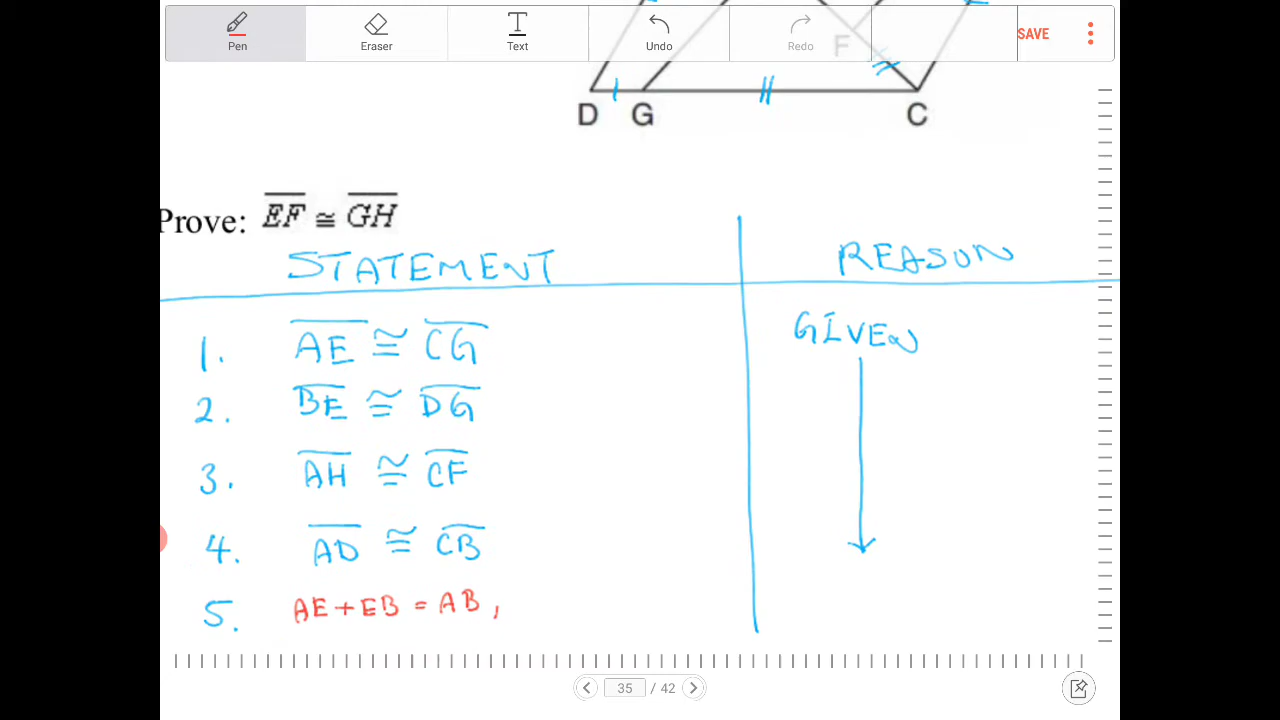 Pen Eraser Text Undo Redo SAVE
F
D G C
Prove: EF ≅ GH
STATEMENT REASON
1. AE ≅ CG GIVEN
2. BE ≅ DG
3. AH ≅ CF
4. AD ≅ CB
5. AE + EB = AB,
35 / 42